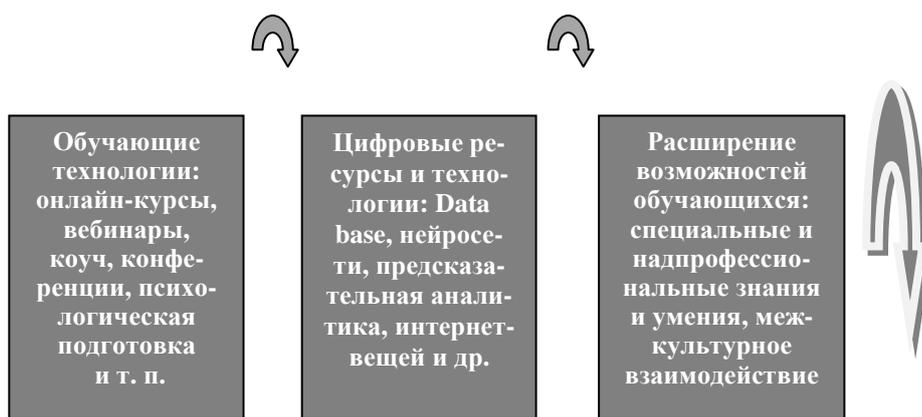 Обучающие
технологии:
онлайн-курсы,
вебинары,
коуч, конфе-
ренции, психо-
логическая
подготовка
и т. п.
Цифровые ре-
сурсы и техно-
логии: Data
base, нейросе-
ти, предсказа-
тельная анали-
тика, интернет-
вещей и др.
Расширение
возможностей
обучающихся:
специальные и
надпрофессио-
нальные знания
и умения, меж-
культурное
взаимодействие